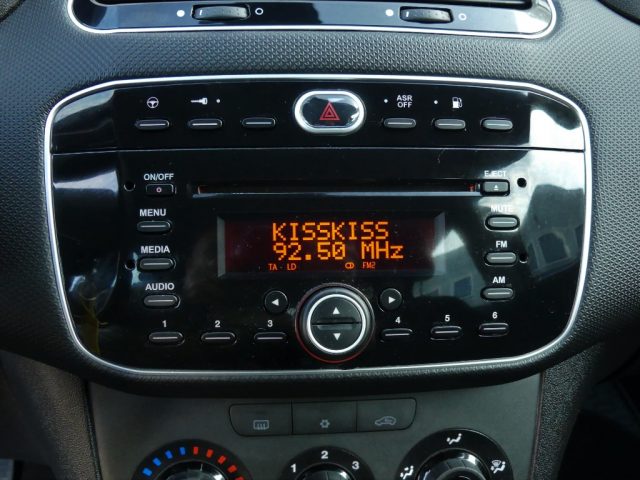 ASR
OFF
ON/OFF
EJECT
MENU
MUTE
KISSKISS
92.50 MHz
TA LD CD FM2
MEDIA
FM
AUDIO
AM
1 2 3 4 5 6
1 2 3